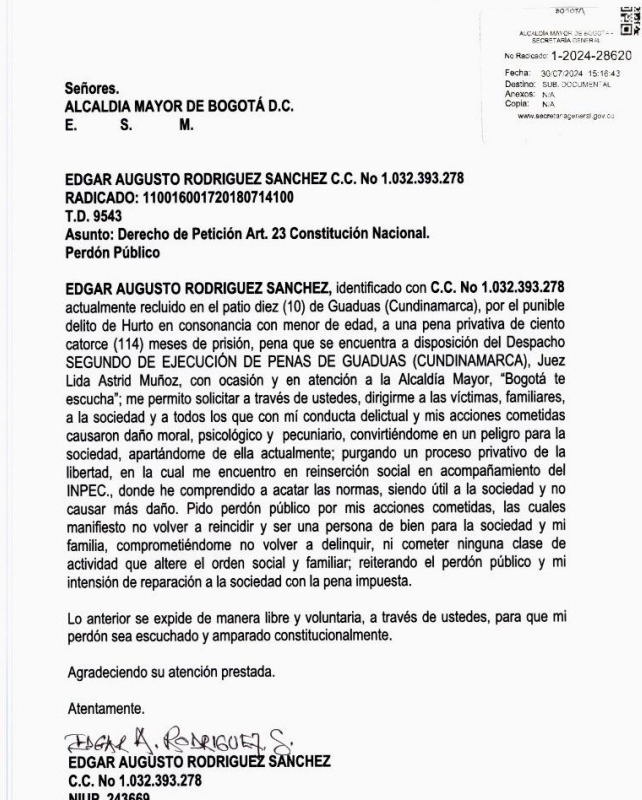 BOGOTÁ
ALCALDÍA MAYOR DE BOGOTÁ -
SECRETARÍA GENERAL
No Radicado: 1-2024-28620
Fecha: 30/07/2024 15:16:43
Destino: SUB. DOCUMENTAL
Anexos: N/A
Copia: N/A
www.secretariageneral.gov.co
Señores.
ALCALDIA MAYOR DE BOGOTÁ D.C.
E. S. M.
EDGAR AUGUSTO RODRIGUEZ SANCHEZ C.C. No 1.032.393.278
RADICADO: 110016001720180714100
T.D. 9543
Asunto: Derecho de Petición Art. 23 Constitución Nacional.
Perdón Público
EDGAR AUGUSTO RODRIGUEZ SANCHEZ, identificado con C.C. No 1.032.393.278
actualmente recluido en el patio diez (10) de Guaduas (Cundinamarca), por el punible
delito de Hurto en consonancia con menor de edad, a una pena privativa de ciento
catorce (114) meses de prisión, pena que se encuentra a disposición del Despacho
SEGUNDO DE EJECUCIÓN DE PENAS DE GUADUAS (CUNDINAMARCA), Juez
Lida Astrid Muñoz, con ocasión y en atención a la Alcaldía Mayor, “Bogotá te
escucha”; me permito solicitar a través de ustedes, dirigirme a las víctimas, familiares,
a la sociedad y a todos los que con mí conducta delictual y mis acciones cometidas
causaron daño moral, psicológico y pecuniario, convirtiéndome en un peligro para la
sociedad, apartándome de ella actualmente; purgando un proceso privativo de la
libertad, en la cual me encuentro en reinserción social en acompañamiento del
INPEC., donde he comprendido a acatar las normas, siendo útil a la sociedad y no
causar más daño. Pido perdón público por mis acciones cometidas, las cuales
manifiesto no volver a reincidir y ser una persona de bien para la sociedad y mi
familia, comprometiéndome no volver a delinquir, ni cometer ninguna clase de
actividad que altere el orden social y familiar; reiterando el perdón público y mi
intensión de reparación a la sociedad con la pena impuesta.
Lo anterior se expide de manera libre y voluntaria, a través de ustedes, para que mi
perdón sea escuchado y amparado constitucionalmente.
Agradeciendo su atención prestada.
Atentamente.
EDGAR A. RODRIGUEZ S.
EDGAR AUGUSTO RODRIGUEZ SANCHEZ
C.C. No 1.032.393.278
NIUP. 243669